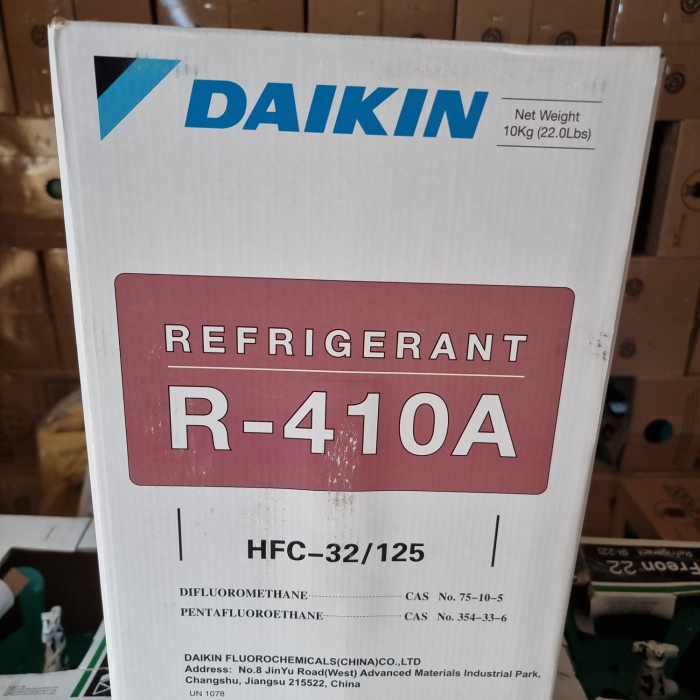 DAIKIN
Net Weight
10Kg (22.0Lbs)
REFRIGERANT
R-410A
HFC-32/125
DIFLUOROMETHANE CAS No. 75-10-5
PENTAFLUOROETHANE CAS No. 354-33-6
DAIKIN FLUOROCHEMICALS(CHINA)CO.,LTD
Address: No.8 JinYu Road(West) Advanced Materials Industrial Park,
Changshu, Jiangsu 215522, China
UN 1078
Freon 22
Refrigerant (R-22)